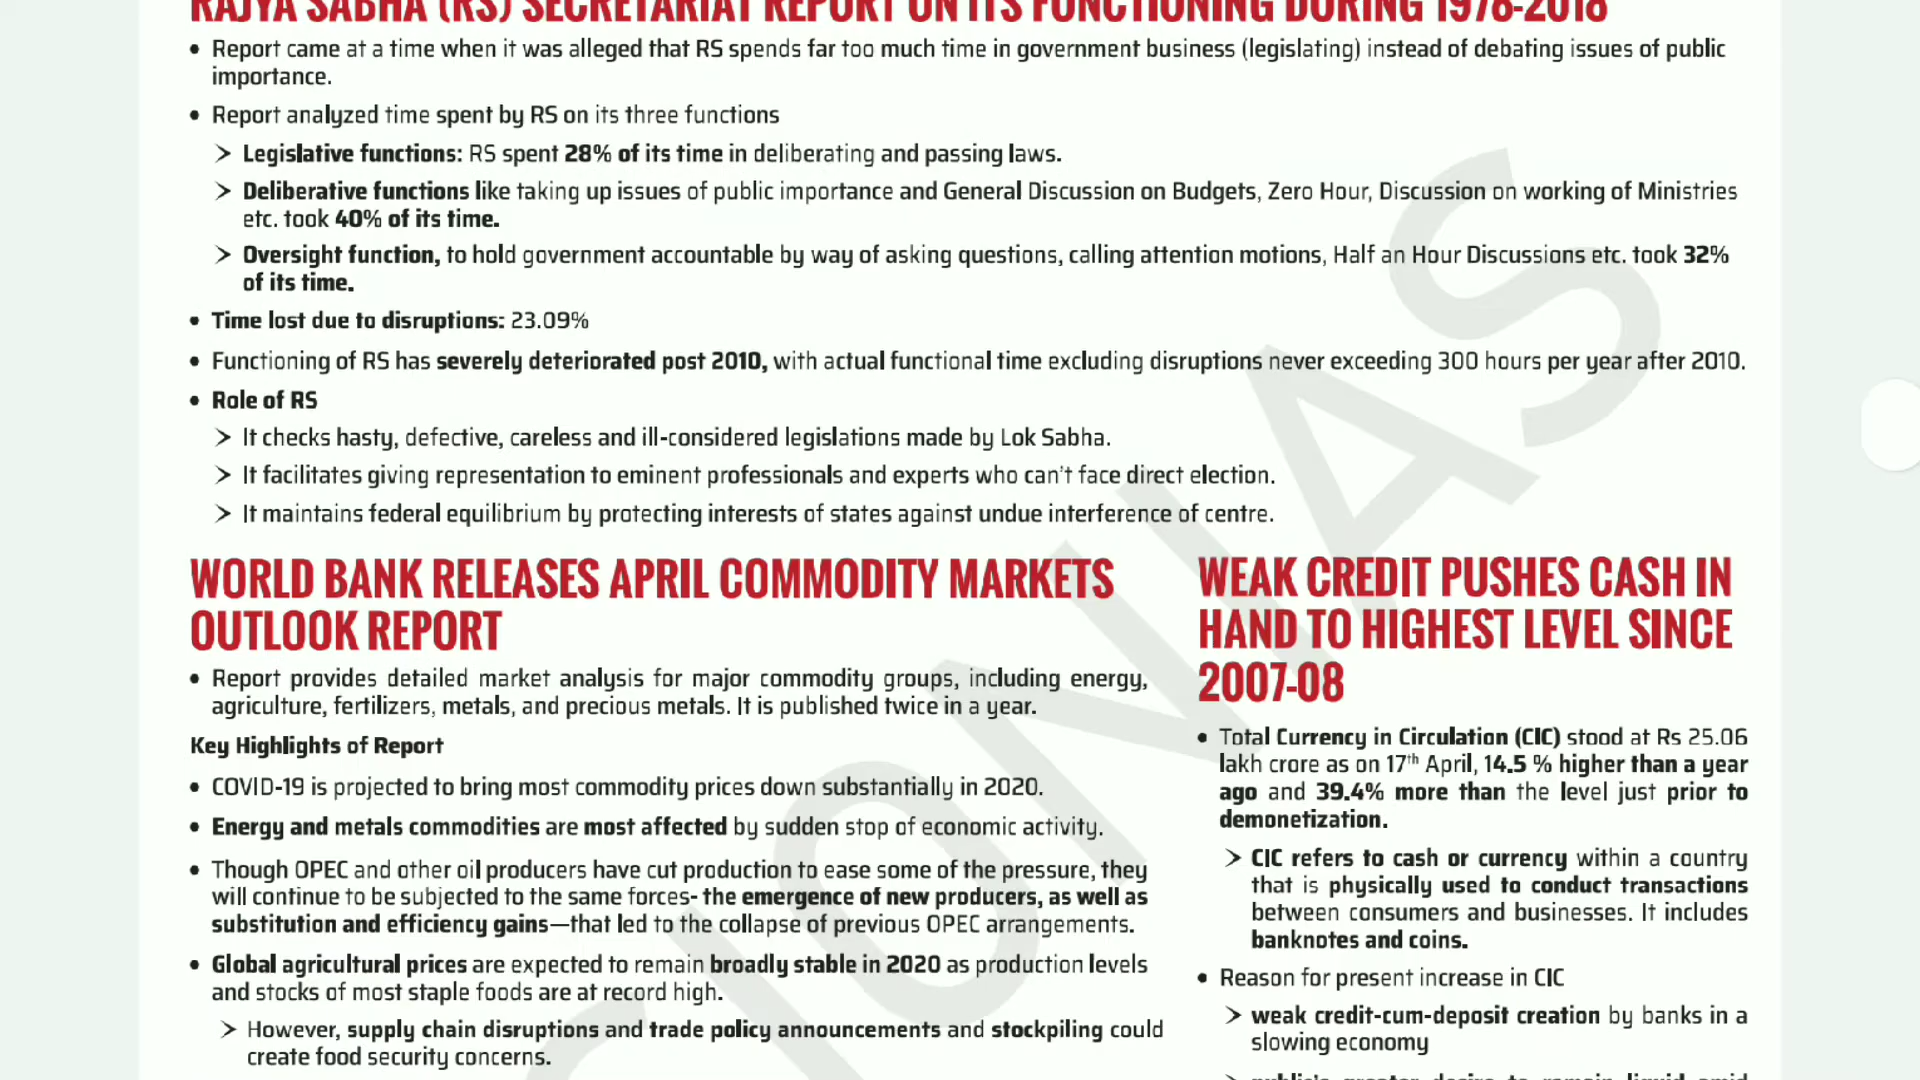 RAJYA SABHA (RS) SECRETARIAT REPORT ON ITS FUNCTIONING DURING 1978-2018
• Report came at a time when it was alleged that RS spends far too much time in government business (legislating) instead of debating issues of public
importance.
• Report analyzed time spent by RS on its three functions
➢ Legislative functions: RS spent 28% of its time in deliberating and passing laws.
➢ Deliberative functions like taking up issues of public importance and General Discussion on Budgets, Zero Hour, Discussion on working of Ministries
etc. took 40% of its time.
➢ Oversight function, to hold government accountable by way of asking questions, calling attention motions, Half an Hour Discussions etc. took 32%
of its time.
• Time lost due to disruptions: 23.09%
• Functioning of RS has severely deteriorated post 2010, with actual functional time excluding disruptions never exceeding 300 hours per year after 2010.
• Role of RS
➢ It checks hasty, defective, careless and ill-considered legislations made by Lok Sabha.
➢ It facilitates giving representation to eminent professionals and experts who can't face direct election.
➢ It maintains federal equilibrium by protecting interests of states against undue interference of centre.
WORLD BANK RELEASES APRIL COMMODITY MARKETS
OUTLOOK REPORT
• Report provides detailed market analysis for major commodity groups, including energy,
agriculture, fertilizers, metals, and precious metals. It is published twice in a year.
Key Highlights of Report
• COVID-19 is projected to bring most commodity prices down substantially in 2020.
• Energy and metals commodities are most affected by sudden stop of economic activity.
• Though OPEC and other oil producers have cut production to ease some of the pressure, they
will continue to be subjected to the same forces- the emergence of new producers, as well as
substitution and efficiency gains—that led to the collapse of previous OPEC arrangements.
• Global agricultural prices are expected to remain broadly stable in 2020 as production levels
and stocks of most staple foods are at record high.
➢ However, supply chain disruptions and trade policy announcements and stockpiling could
create food security concerns.
WEAK CREDIT PUSHES CASH IN
HAND TO HIGHEST LEVEL SINCE
2007-08
• Total Currency in Circulation (CIC) stood at Rs 25.06
lakh crore as on 17th April, 14.5 % higher than a year
ago and 39.4% more than the level just prior to
demonetization.
➢ CIC refers to cash or currency within a country
that is physically used to conduct transactions
between consumers and businesses. It includes
banknotes and coins.
• Reason for present increase in CIC
➢ weak credit-cum-deposit creation by banks in a
slowing economy
➢ public's greater desire to remain liquid amid